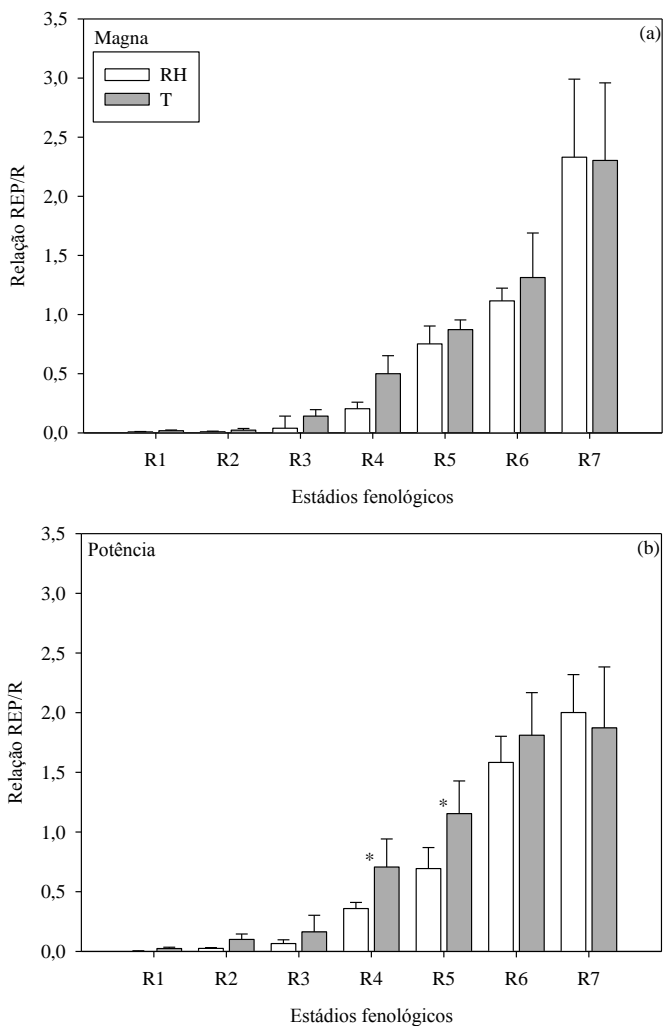 Magna
(a)
RH
T
Relação REP/R
3,5
3,0
2,5
2,0
1,5
1,0
0,5
0,0
R1 R2 R3 R4 R5 R6 R7
Estádios fenológicos
Potência
(b)
Relação REP/R
3,5
3,0
2,5
2,0
1,5
1,0
0,5
0,0
* *
R1 R2 R3 R4 R5 R6 R7
Estádios fenológicos